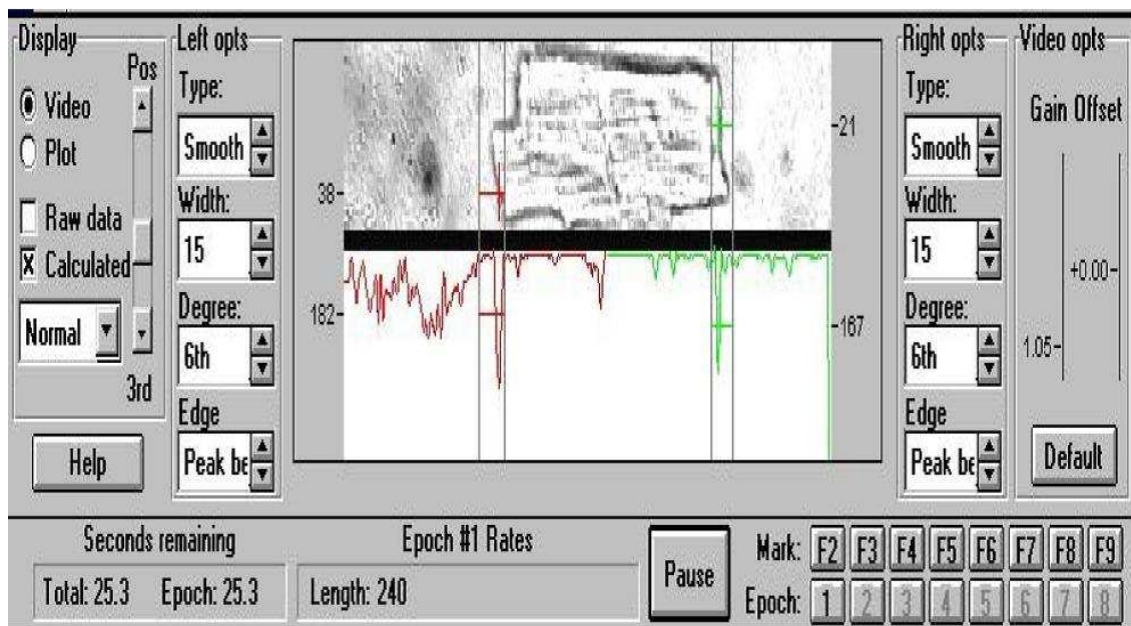 Display
Pos
Video
Plot
Raw data
Calculated
Normal
3rd
Help
Left opts
Type:
Smooth
Width:
15
Degree:
6th
Edge
Peak be
38
182
21
167
Right opts
Type:
Smooth
Width:
15
Degree:
6th
Edge
Peak be
Video opts
Gain Offset
+0.00
1.05
Default
Seconds remaining
Total: 25.3 Epoch: 25.3
Epoch #1 Rates
Length: 240
Pause
Mark: F2 F3 F4 F5 F6 F7 F8 F9
Epoch: 1 2 3 4 5 6 7 8